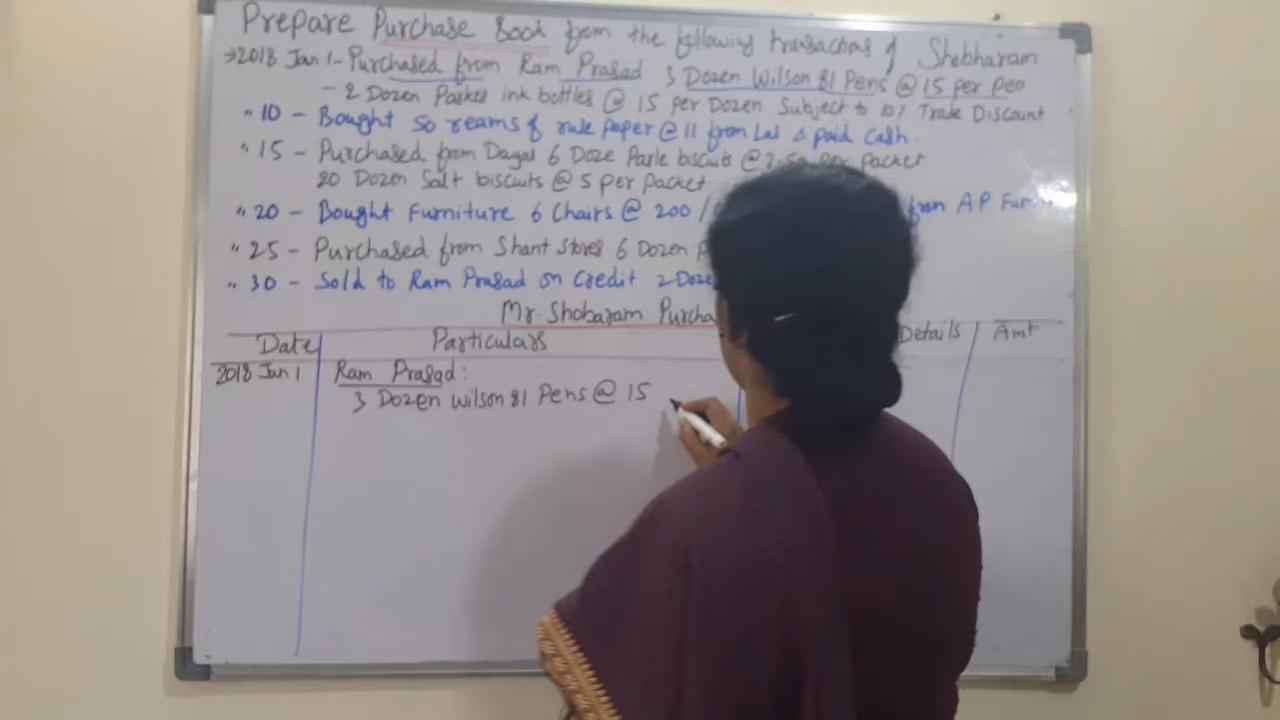 Prepare Purchase Book from the following transactions of Shobharam
→2018 Jan 1- Purchased from Ram Prasad 3 Dozen Wilson 81 Pens @ 15 per pen
- 2 Dozen Parker ink bottles @ 15 per Dozen Subject to 10% Trade Discount
" 10 - Bought 50 reams of rule paper @ 11 from Lal & paid cash.
" 15 - Purchased from Dayal 6 Doze Parle biscuits @ 2.50 per packet
20 Dozen Salt biscuits @ 5 per packet.
" 20 - Bought Furniture 6 Chairs @ 200/ from AP Furn
" 25 - Purchased from Shant Stores 6 Dozen
" 30 - Sold to Ram Prasad on Credit 2 Doze
Mr. Shobaram Purcha
Date Particulars Details Amt
2018 Jan 1 Ram Prasad:
3 Dozen Wilson 81 Pens @ 15